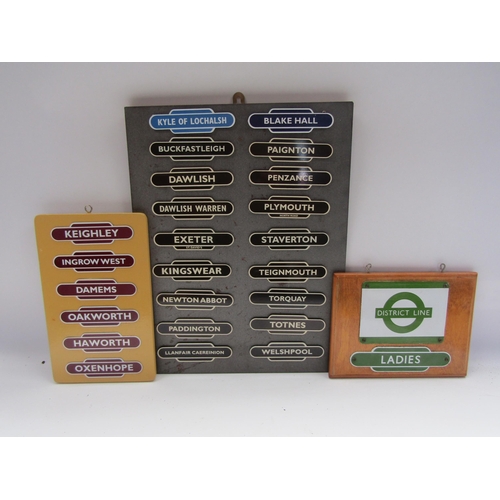 KEIGHLEY
INGROW WEST
DAMEMS
OAKWORTH
HAWORTH
OXENHOPE
KYLE OF LOCHALSH
BUCKFASTLEIGH
DAWLISH
DAWLISH WARREN
EXETER
KINGSWEAR
NEWTON ABBOT
PADDINGTON
LLANFAIR CAEREINION
BLAKE HALL
PAIGNTON
PENZANCE
PLYMOUTH
STAVERTON
TEIGNMOUTH
TORQUAY
TOTNES
WELSHPOOL
DISTRICT LINE
LADIES